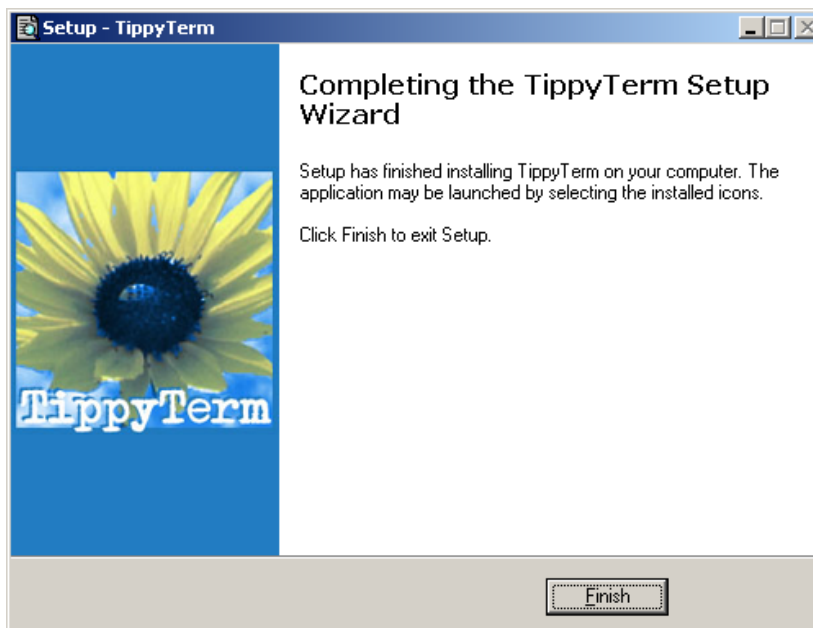 Setup - TippyTerm
Completing the TippyTerm Setup
Wizard
Setup has finished installing TippyTerm on your computer. The
application may be launched by selecting the installed icons.
Click Finish to exit Setup.
TippyTerm
Finish